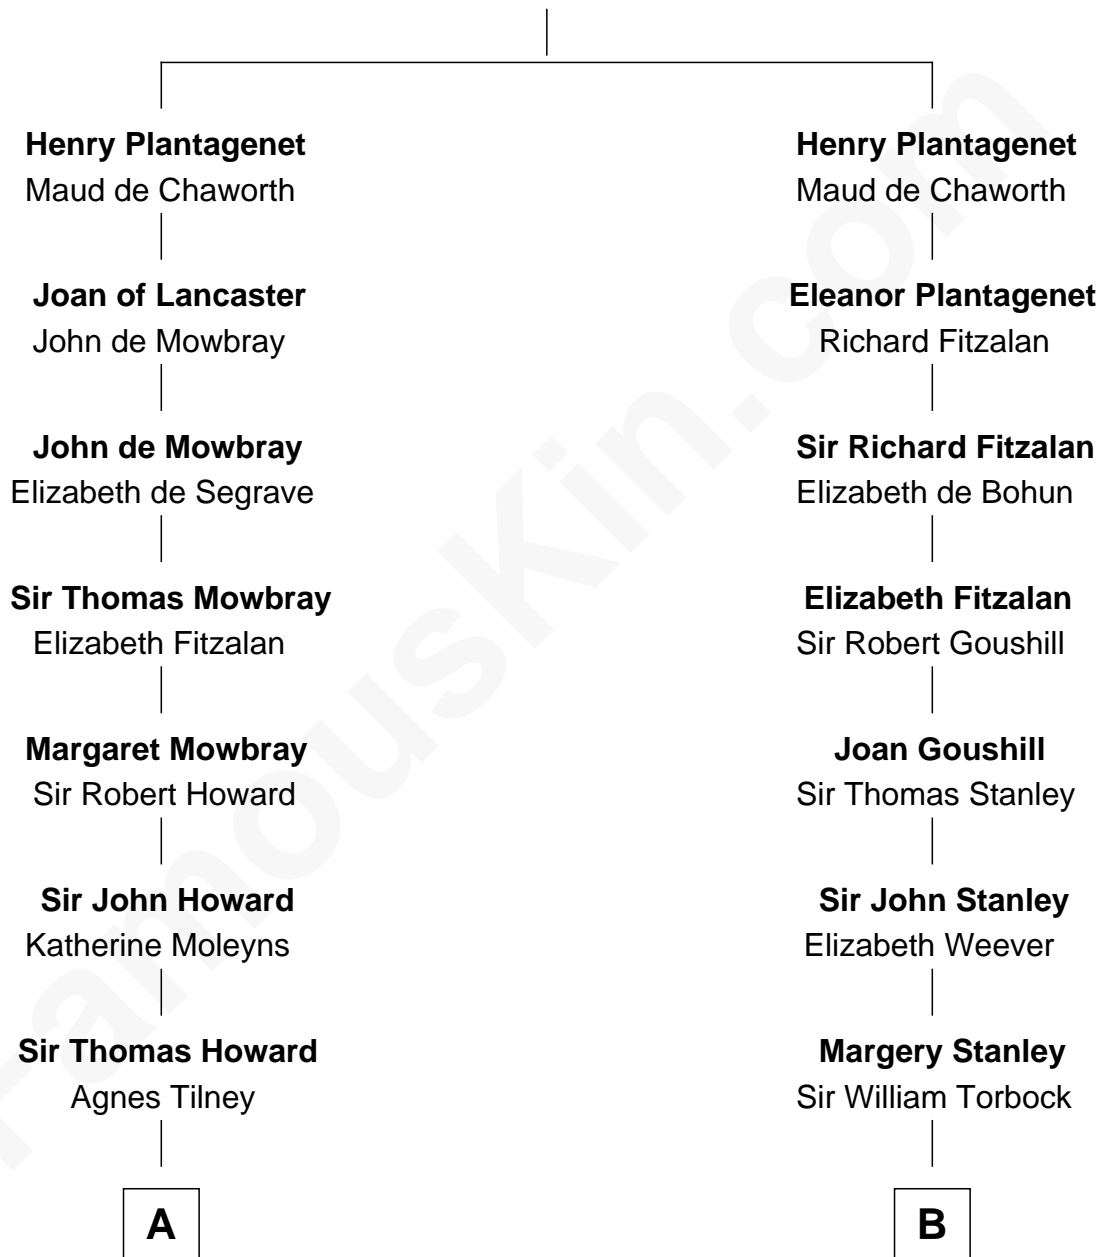 Henry Plantagenet
Maud de Chaworth
Joan of Lancaster
John de Mowbray
John de Mowbray
Elizabeth de Segrave
Sir Thomas Mowbray
Elizabeth Fitzalan
Margaret Mowbray
Sir Robert Howard
Sir John Howard
Katherine Moleyns
Sir Thomas Howard
Agnes Tilney
A
Henry Plantagenet
Maud de Chaworth
Eleanor Plantagenet
Richard Fitzalan
Sir Richard Fitzalan
Elizabeth de Bohun
Elizabeth Fitzalan
Sir Robert Goushill
Joan Goushill
Sir Thomas Stanley
Sir John Stanley
Elizabeth Weever
Margery Stanley
Sir William Torbock
B
FamousKin.com